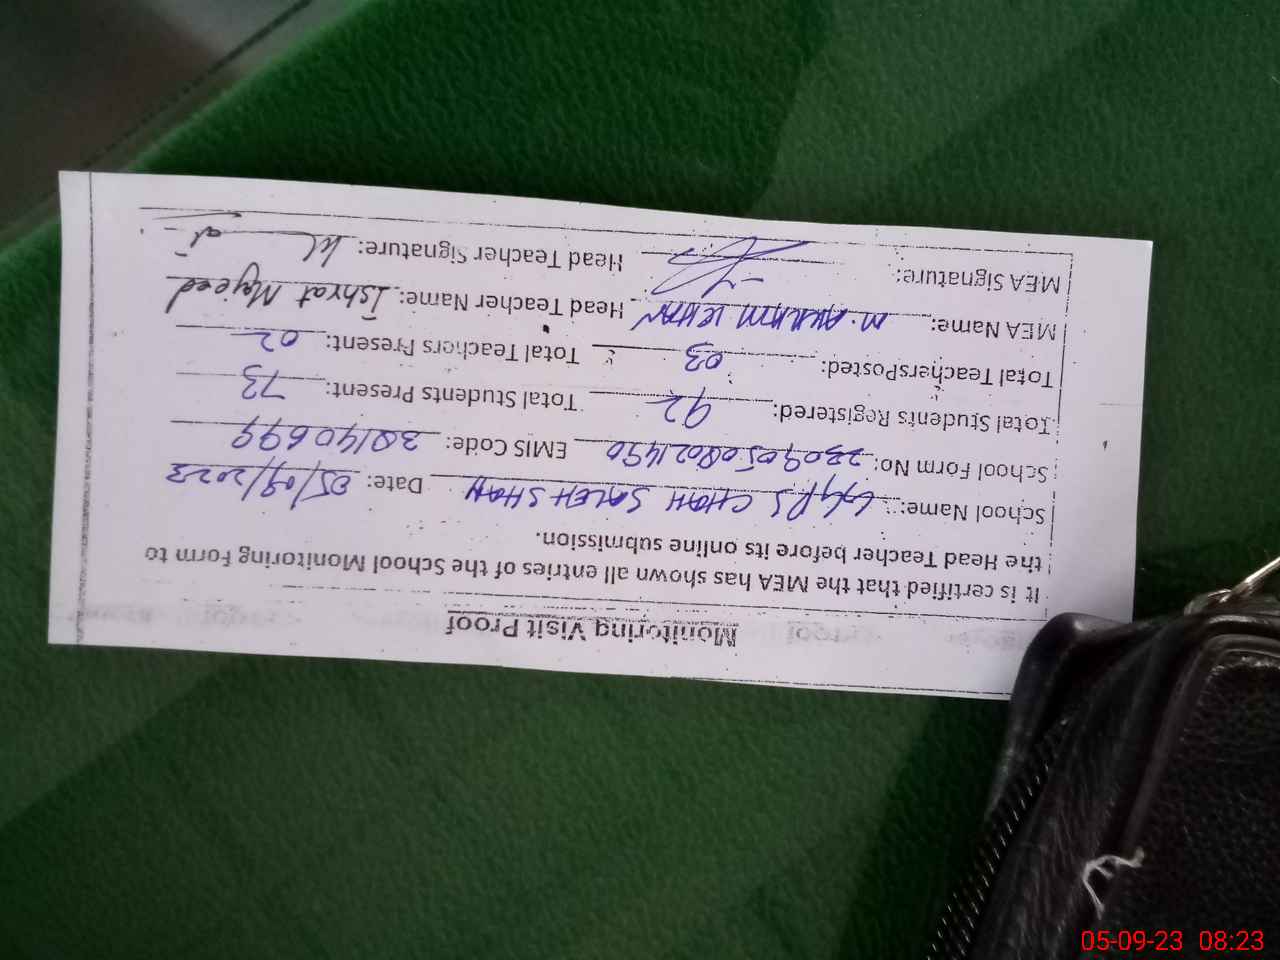 Monitoring Visit Proof
It is certified that the MEA has shown all entries of the School Monitoring Form to
the Head Teacher before its online submission.
School Name: GGPS CHAH SALEH SHAH Date: 05/09/2023
School Form No: 23090508021450 EMIS Code:
Total Students Registered: 92 Total Students Present: 73
Total TeachersPosted: 03 Total Teachers Present: 02
MEA Name: M. KHAN Head Teacher Name: Ishrat Majeed
MEA Signature: Head Teacher Signature:
05-09-23 08:23